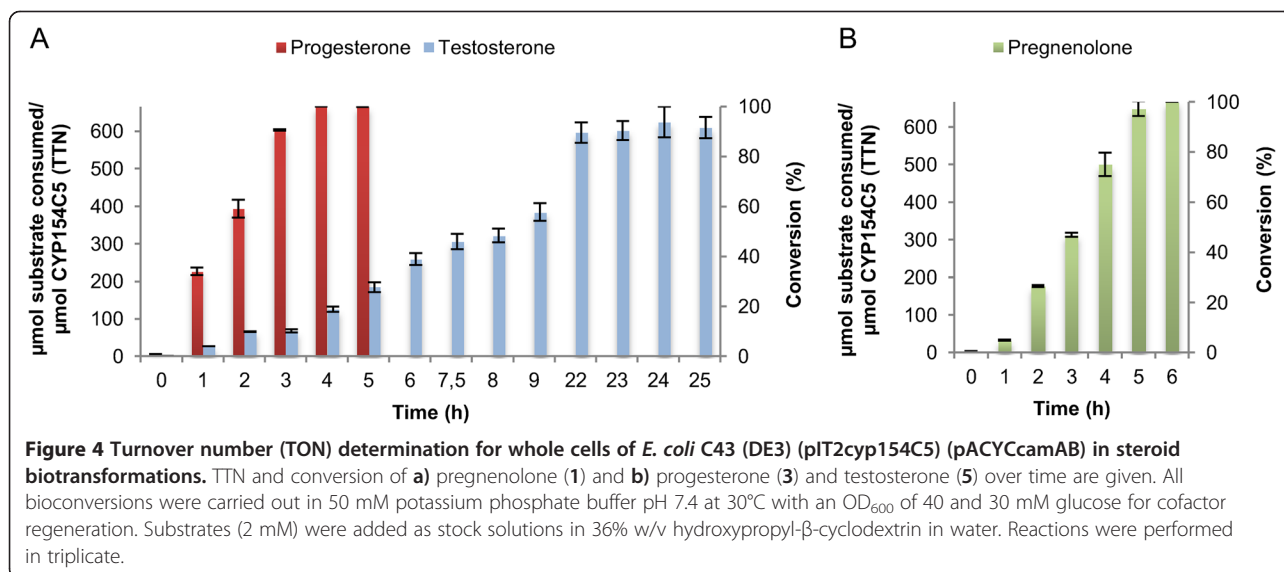 A
Progesterone Testosterone
µmol substrate consumed/
µmol CYP154C5 (TTN)
600
500
400
300
200
100
0
100
80
60
40
20
0
Conversion (%)
0 1 2 3 4 5 6 7,5 8 9 22 23 24 25
Time (h)
B
Pregnenolone
µmol substrate consumed/
µmol CYP154C5 (TTN)
600
500
400
300
200
100
0
100
80
60
40
20
0
Conversion (%)
0 1 2 3 4 5 6
Time (h)
Figure 4 Turnover number (TON) determination for whole cells of E. coli C43 (DE3) (pIT2cyp154C5) (pACYCcamAB) in steroid
biotransformations. TTN and conversion of a) pregnenolone (1) and b) progesterone (3) and testosterone (5) over time are given. All
bioconversions were carried out in 50 mM potassium phosphate buffer pH 7.4 at 30°C with an OD₆₀₀ of 40 and 30 mM glucose for cofactor
regeneration. Substrates (2 mM) were added as stock solutions in 36% w/v hydroxypropyl-β-cyclodextrin in water. Reactions were performed
in triplicate.